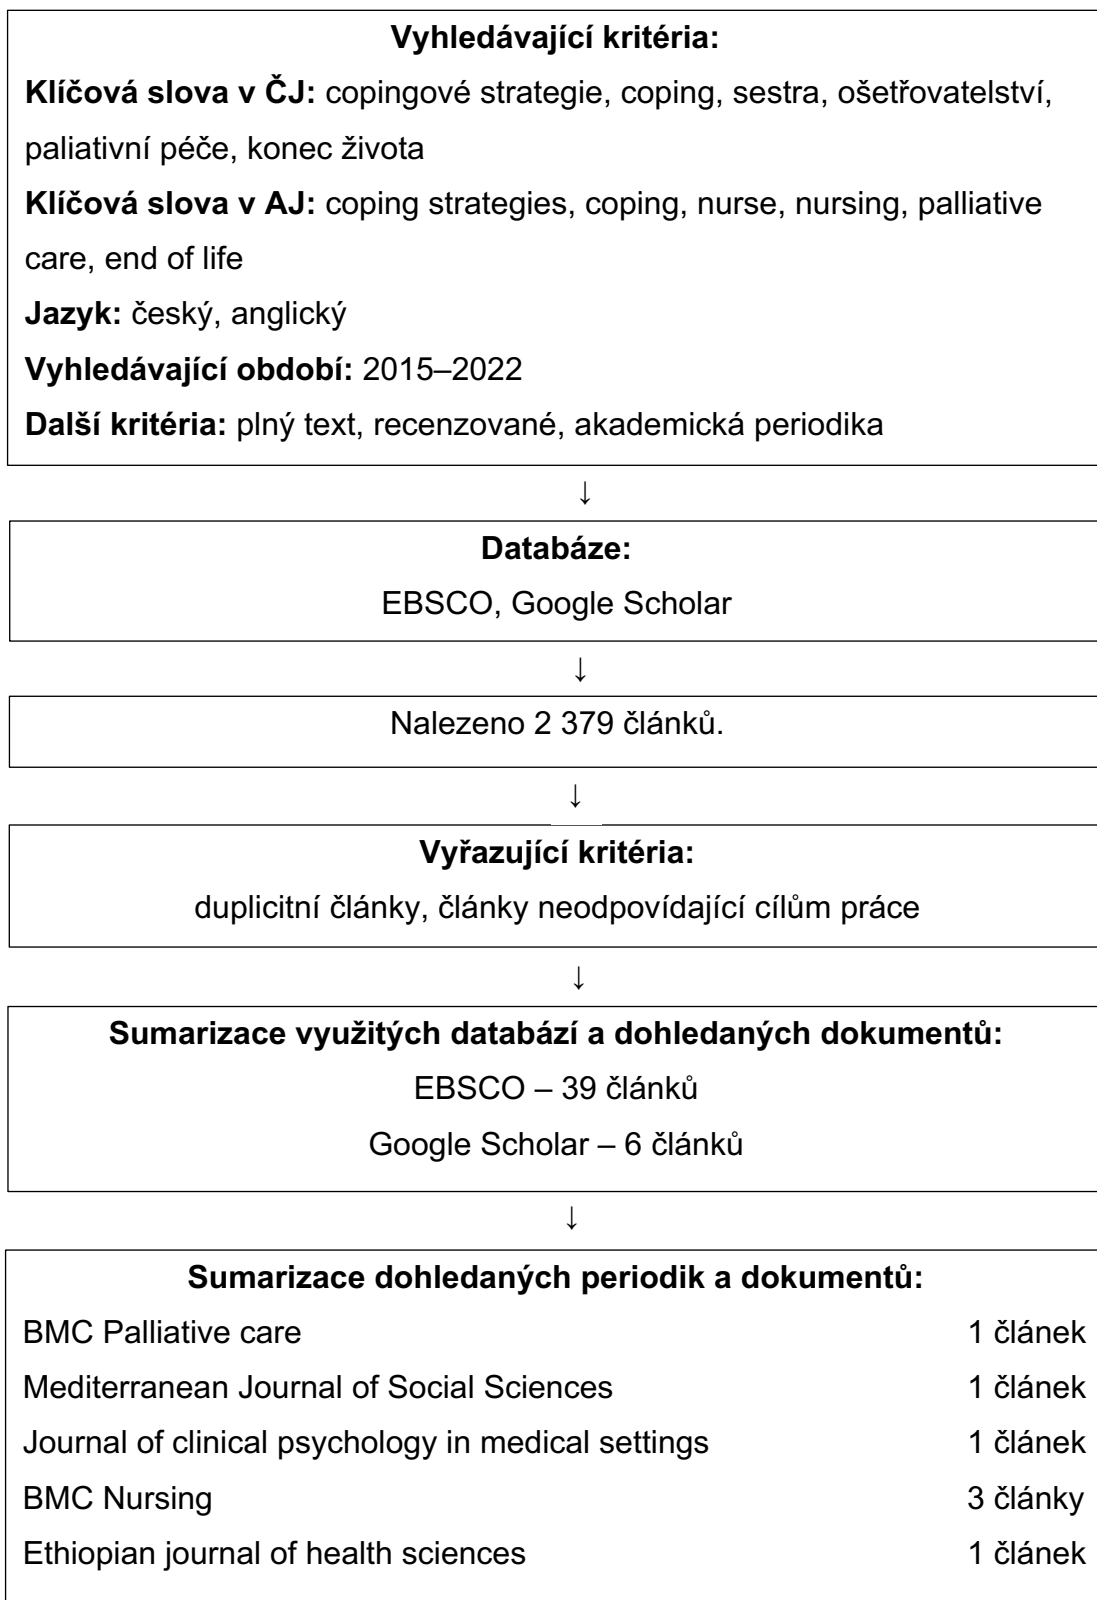 Vyhledávající kritéria:
Klíčová slova v ČJ: copingové strategie, coping, sestra, ošetřovatelství,
paliativní péče, konec života
Klíčová slova v AJ: coping strategies, coping, nurse, nursing, palliative
care, end of life
Jazyk: český, anglický
Vyhledávající období: 2015–2022
Další kritéria: plný text, recenzované, akademická periodika
↓
Databáze:
EBSCO, Google Scholar
↓
Nalezeno 2 379 článků.
↓
Vyřazující kritéria:
duplicitní články, články neodpovídající cílům práce
↓
Sumarizace využitých databází a dohledaných dokumentů:
EBSCO – 39 článků
Google Scholar – 6 článků
↓
Sumarizace dohledaných periodik a dokumentů:
BMC Palliative care 1 článek
Mediterranean Journal of Social Sciences 1 článek
Journal of clinical psychology in medical settings 1 článek
BMC Nursing 3 články
Ethiopian journal of health sciences 1 článek